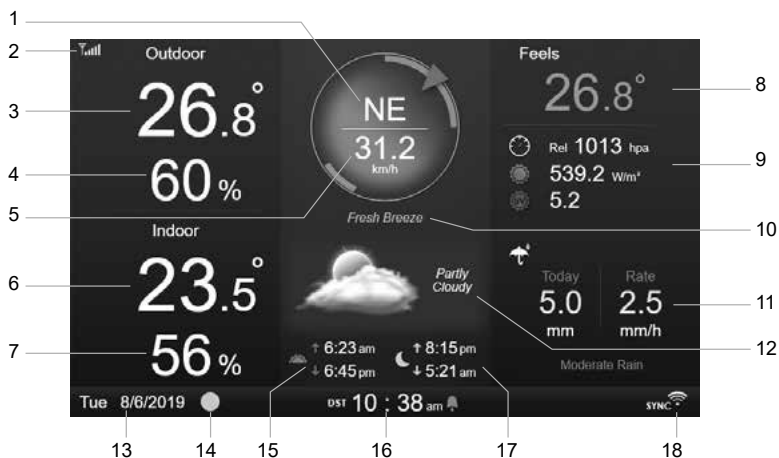 1
2
3
4
5
6
7
8
9
10
11
12
13
14
15
16
17
18
Outdoor
26.8°
60 %
Indoor
23.5°
56 %
NE
31.2
km/h
Fresh Breeze
Partly
Cloudy
↑ 6:23 am
↓ 6:45 pm
↑ 8:15 pm
↓ 5:21 am
Feels
26.8°
Rel 1013 hpa
539.2 W/m²
5.2
Today
5.0
mm
Rate
2.5
mm/h
Moderate Rain
Tue 8/6/2019
DST 10 : 38 am
SYNC